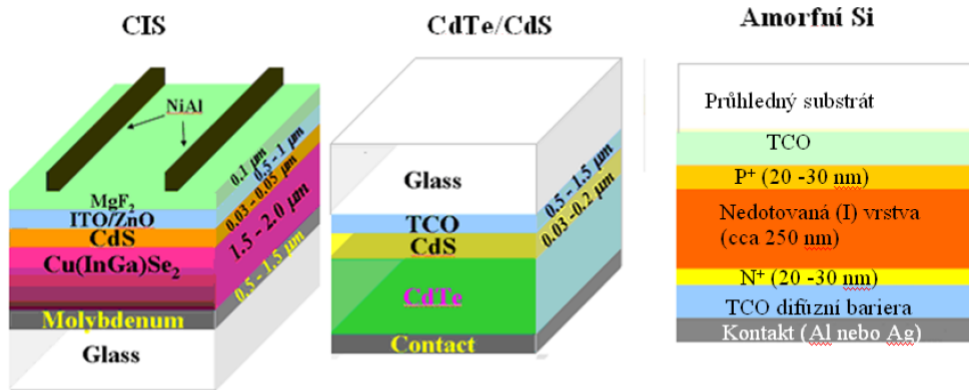 CIS
NiAl
MgF2
ITO/ZnO
CdS
Cu(InGa)Se2
Molybdenum
Glass
0.1 μm
0.5 - 1 μm
0.03 – 0.05 μm
1.5 – 2.0 μm
0.5 - 1.5 μm
CdTe/CdS
Glass
TCO
CdS
CdTe
Contact
0.5 - 1.5 μm
0.03 -0.2 μm
Amorfní Si
Průhledný substrát
TCO
P+ (20 -30 nm)
Nedotovaná (I) vrstva
(cca 250 nm)
N+ (20 -30 nm)
TCO difúzní bariera
Kontakt (Al nebo Ag)